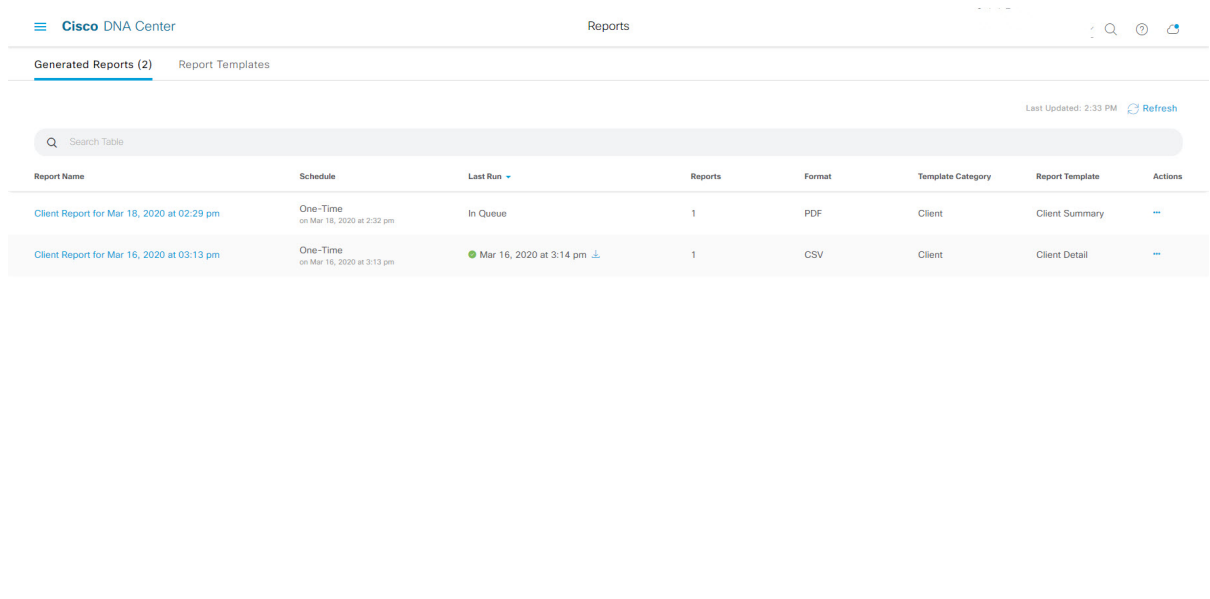 Cisco DNA Center
Reports
Generated Reports (2)
Report Templates
Last Updated: 2:33 PM
Refresh
Search Table
Report Name Schedule Last Run Reports Format Template Category Report Template Actions
Client Report for Mar 18, 2020 at 02:29 pm One-Time In Queue 1 PDF Client Client Summary
on Mar 18, 2020 at 2:32 pm
Client Report for Mar 16, 2020 at 03:13 pm One-Time Mar 16, 2020 at 3:14 pm 1 CSV Client Client Detail
on Mar 16, 2020 at 3:13 pm